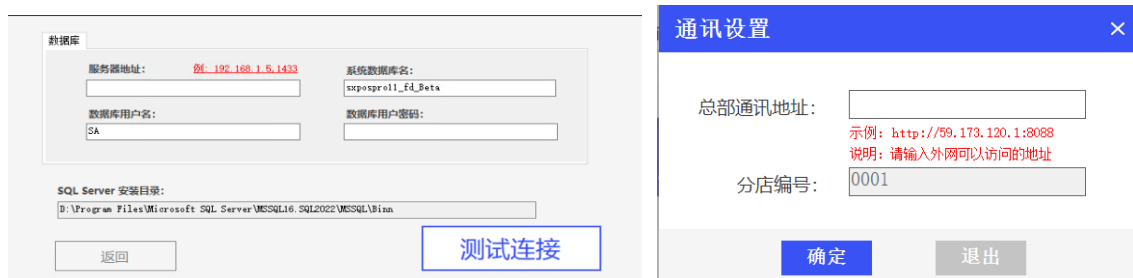 数据库
服务器地址： 例: 192.168.1.5,1433
系统数据库名：
sxpospro11_fd_Beta
数据库用户名：
SA
数据库用户密码：
SQL Server 安装目录：
D:\Program Files\Microsoft SQL Server\MSSQL16.SQL2022\MSSQL\Binn
返回
测试连接
通讯设置
×
总部通讯地址：
示例: http://59.173.120.1:8088
说明: 请输入外网可以访问的地址
分店编号：
0001
确定
退出